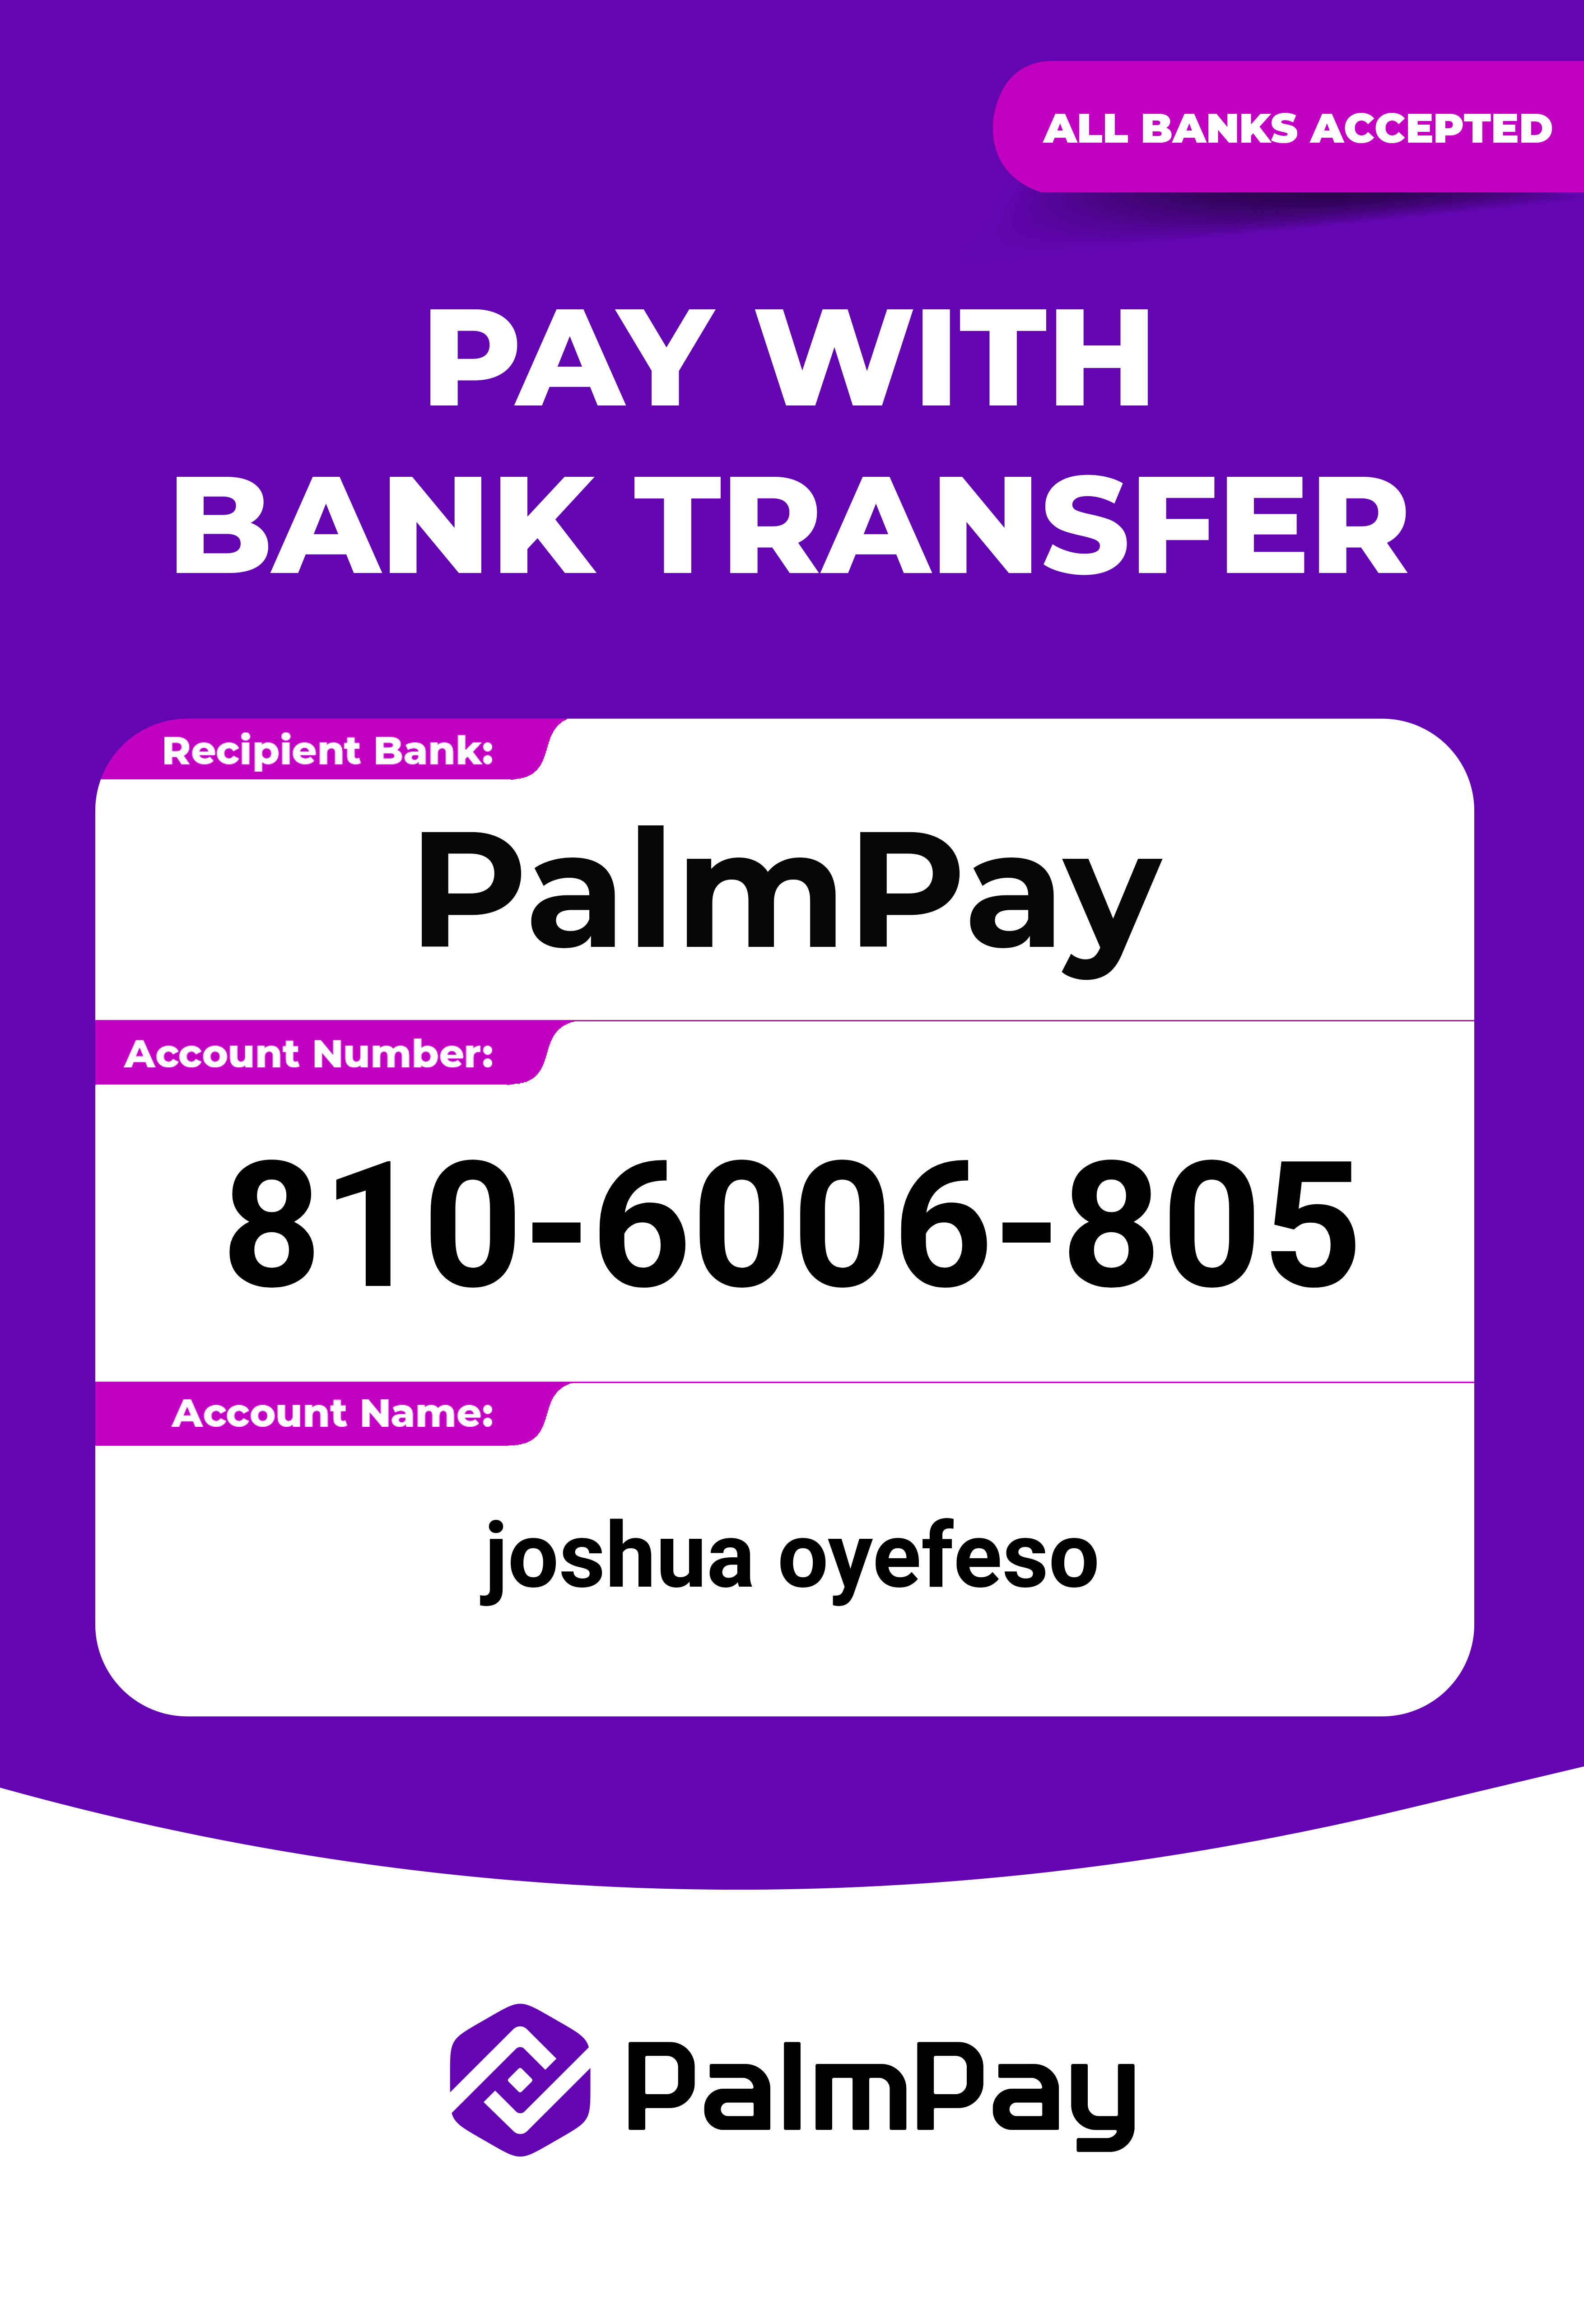 ALL BANKS ACCEPTED
PAY WITH
BANK TRANSFER
Recipient Bank:
PalmPay
Account Number:
810-6006-805
Account Name:
joshua oyefeso
PalmPay